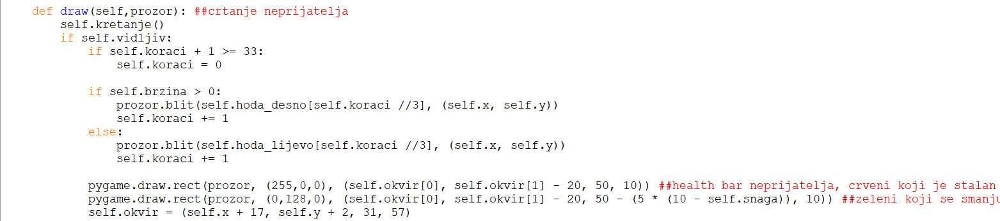 def draw(self,prozor): ##crtanje neprijatelja
self.kretanje()
if self.vidljiv:
if self.koraci + 1 >= 33:
self.koraci = 0
if self.brzina > 0:
prozor.blit(self.hoda_desno[self.koraci //3], (self.x, self.y))
self.koraci += 1
else:
prozor.blit(self.hoda_lijevo[self.koraci //3], (self.x, self.y))
self.koraci += 1
pygame.draw.rect(prozor, (255,0,0), (self.okvir[0], self.okvir[1] - 20, 50, 10)) ##health bar neprijatelja, crveni koji je stalan
pygame.draw.rect(prozor, (0,128,0), (self.okvir[0], self.okvir[1] - 20, 50 - (5 * (10 - self.snaga)), 10)) ##zeleni koji se
self.okvir = (self.x + 17, self.y + 2, 31, 57)